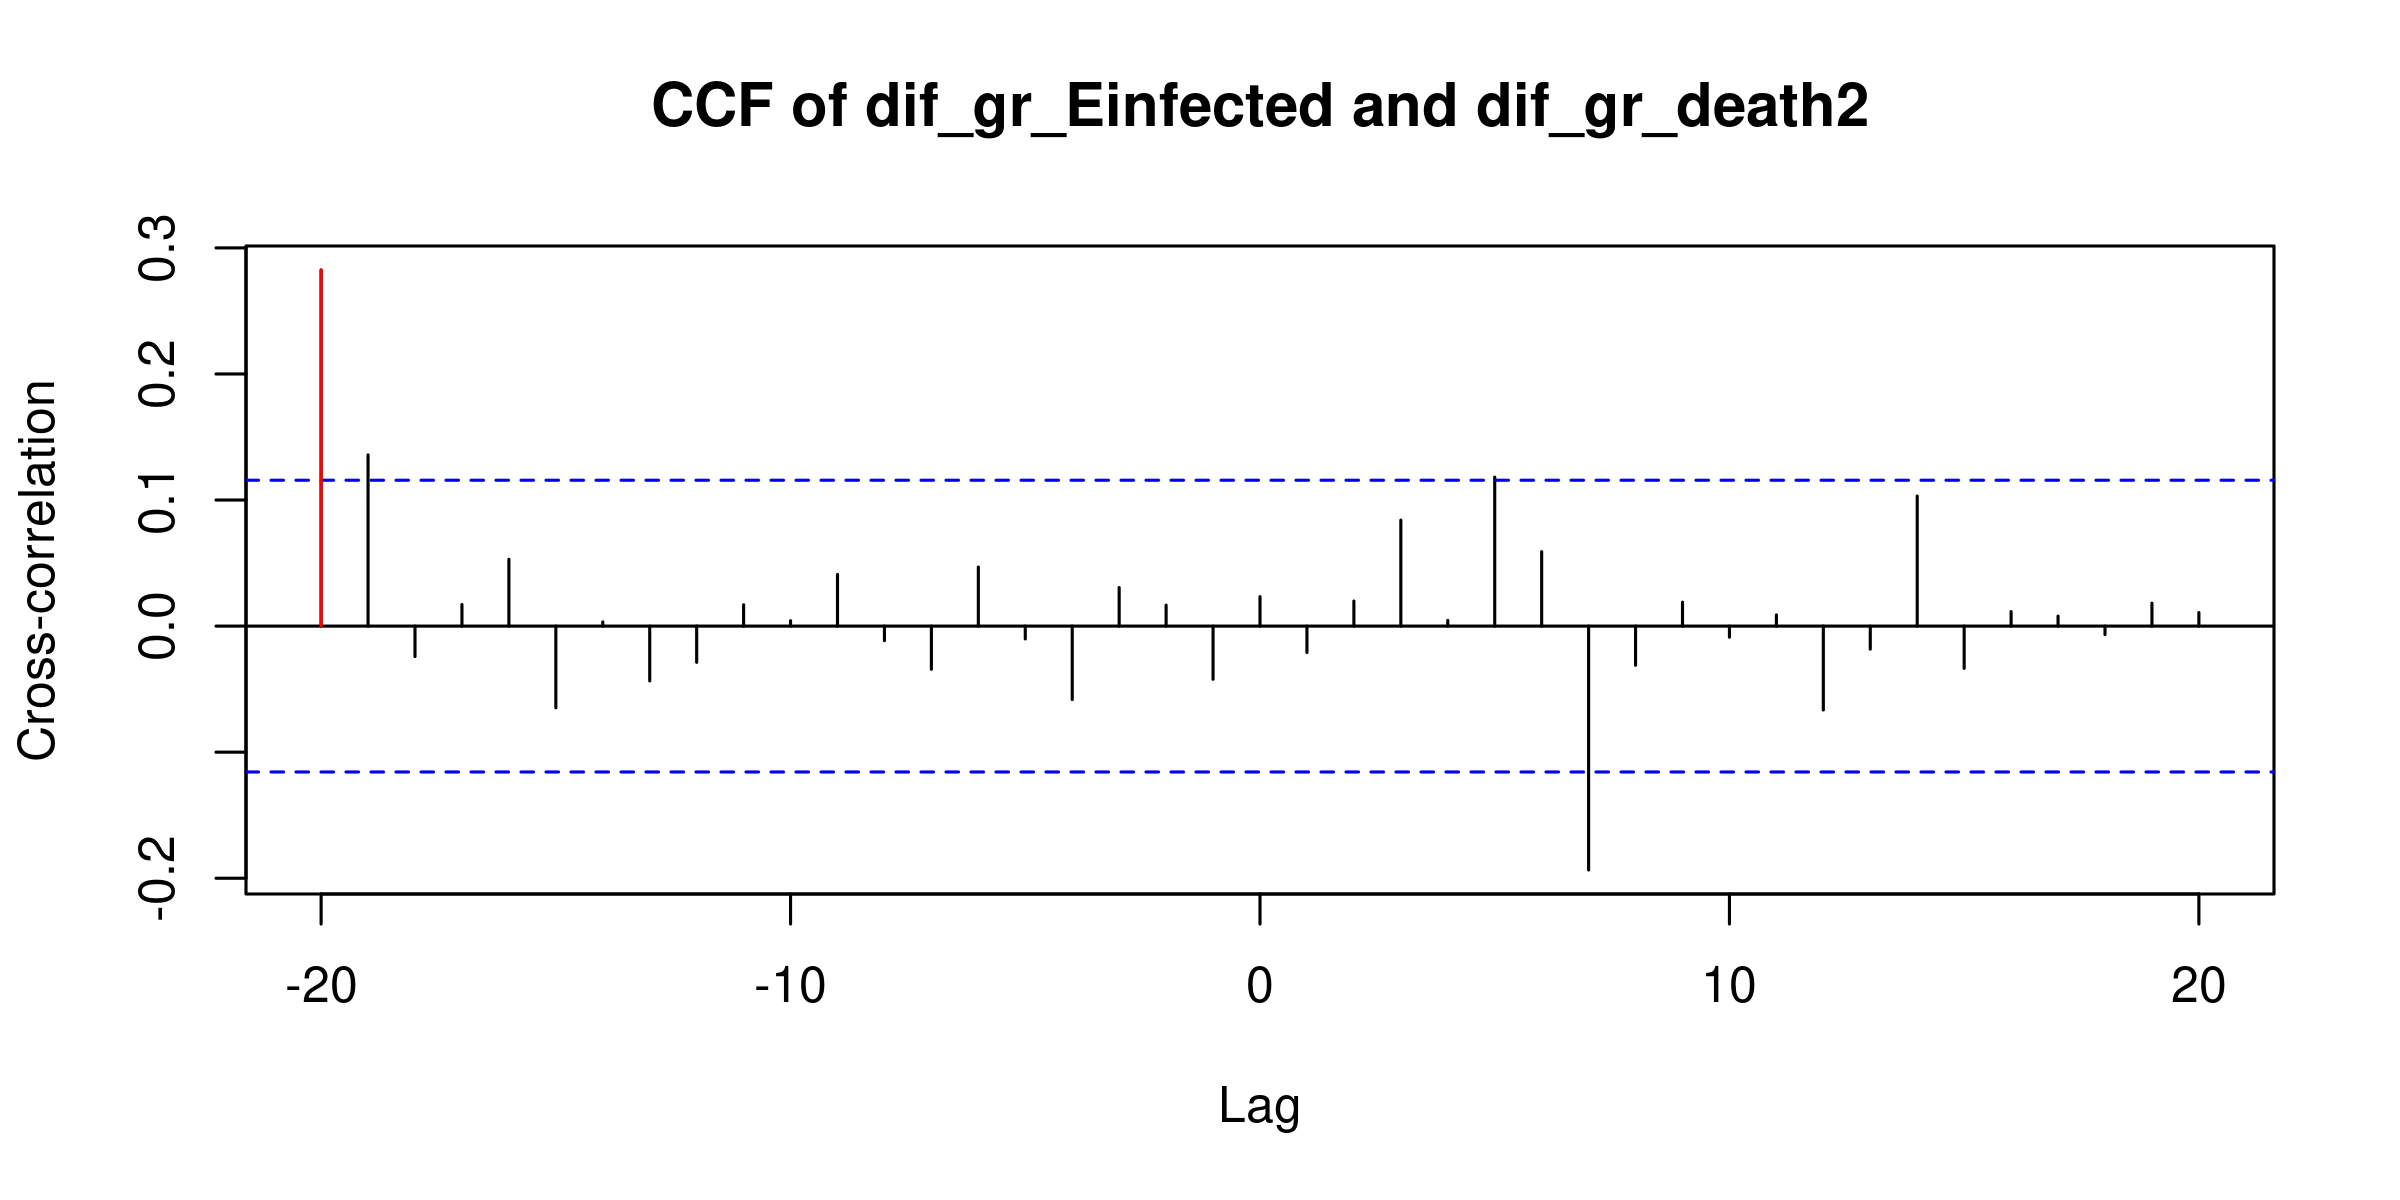 CCF of dif_gr_Einfected and dif_gr_death2
Cross-correlation
0.3
0.2
0.1
0.0
-0.2
-20 -10 0 10 20
Lag